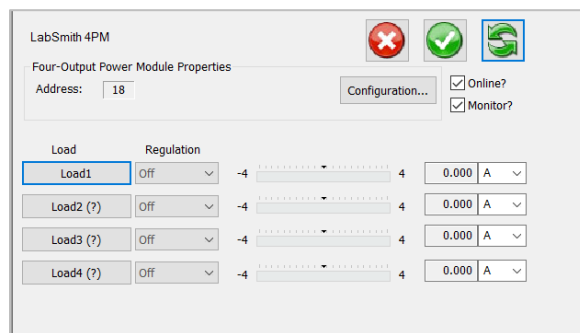 LabSmith 4PM
Four-Output Power Module Properties
Address: 18
Configuration...
Online?
Monitor?
Load Regulation
Load1 Off -4 4 0.000 A
Load2 (?) Off -4 4 0.000 A
Load3 (?) Off -4 4 0.000 A
Load4 (?) Off -4 4 0.000 A